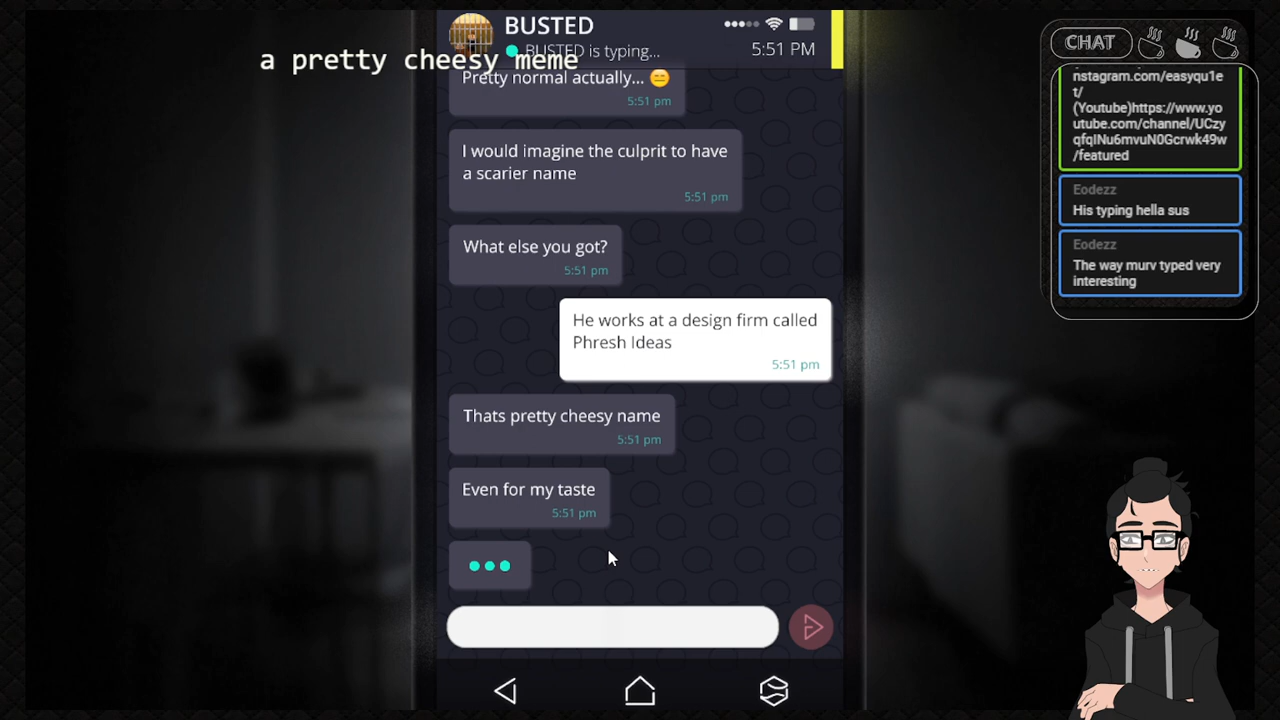 BUSTED
BUSTED is typing...
5:51 PM
a pretty cheesy meme
Pretty normal actually... 😑
5:51 pm
I would imagine the culprit to have
a scarier name
5:51 pm
What else you got?
5:51 pm
He works at a design firm called
Phresh Ideas
5:51 pm
Thats pretty cheesy name
5:51 pm
Even for my taste
5:51 pm
CHAT
nstagram.com/easyqu1e
t/
(Youtube)https://www.yo
utube.com/channel/UCzy
qfqINu6mvuN0Gcrwk49w
/featured
Eodezz
His typing hella sus
Eodezz
The way murv typed very
interesting